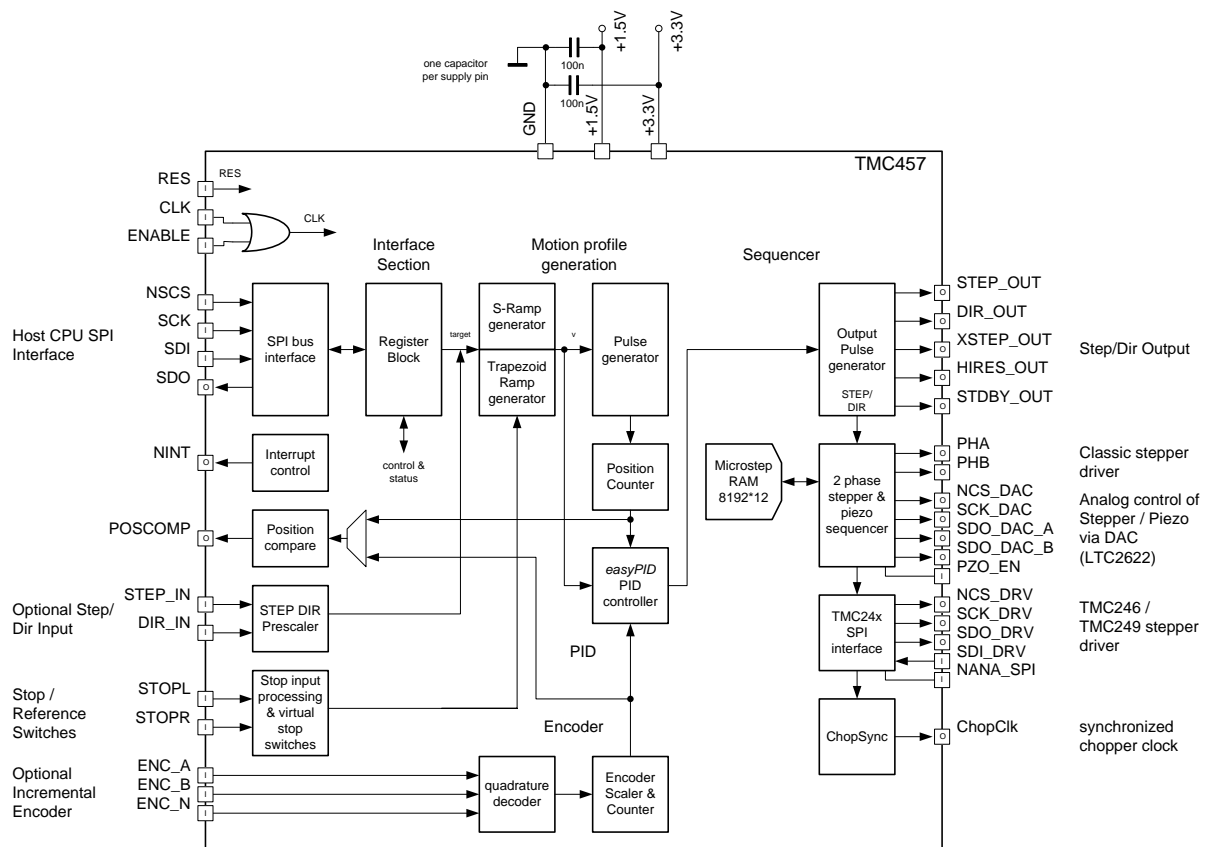 +1.5V
+3.3V
one capacitor
per supply pin
100n
100n
GND
+1.5V
+3.3V
TMC457
RES
RES
CLK
ENABLE
CLK
Interface
Section
Motion profile
generation
Sequencer
Host CPU SPI
Interface
NSCS
SCK
SDI
SDO
SPI bus
interface
Register
Block
target
S-Ramp
generator
Trapezoid
Ramp
generator
v
Pulse
generator
Output
Pulse
generator
STEP/
DIR
STEP_OUT
DIR_OUT
XSTEP_OUT
HIRES_OUT
STDBY_OUT
Step/Dir Output
NINT
Interrupt
control
control &
status
Position
Counter
Microstep
RAM
8192*12
2 phase
stepper &
piezo
sequencer
PHA
PHB
NCS_DAC
SCK_DAC
SDO_DAC_A
SDO_DAC_B
PZO_EN
Classic stepper
driver
Analog control of
Stepper / Piezo
via DAC
(LTC2622)
POSCOMP
Position
compare
easyPID
PID
controller
PID
Optional Step/
Dir Input
STEP_IN
DIR_IN
STEP DIR
Prescaler
TMC24x
SPI
interface
NCS_DRV
SCK_DRV
SDO_DRV
SDI_DRV
NANA_SPI
TMC246 /
TMC249 stepper
driver
Stop /
Reference
Switches
STOPL
STOPR
Stop input
processing
& virtual
stop
switches
Encoder
ChopSync
ChopClk
synchronized
chopper clock
Optional
Incremental
Encoder
ENC_A
ENC_B
ENC_N
quadrature
decoder
Encoder
Scaler &
Counter
I
I
I
I
I
I
O
O
O
I
I
I
I
I
I
I
O
O
O
O
O
O
O
O
O
O
O
I
O
O
O
I
I
O